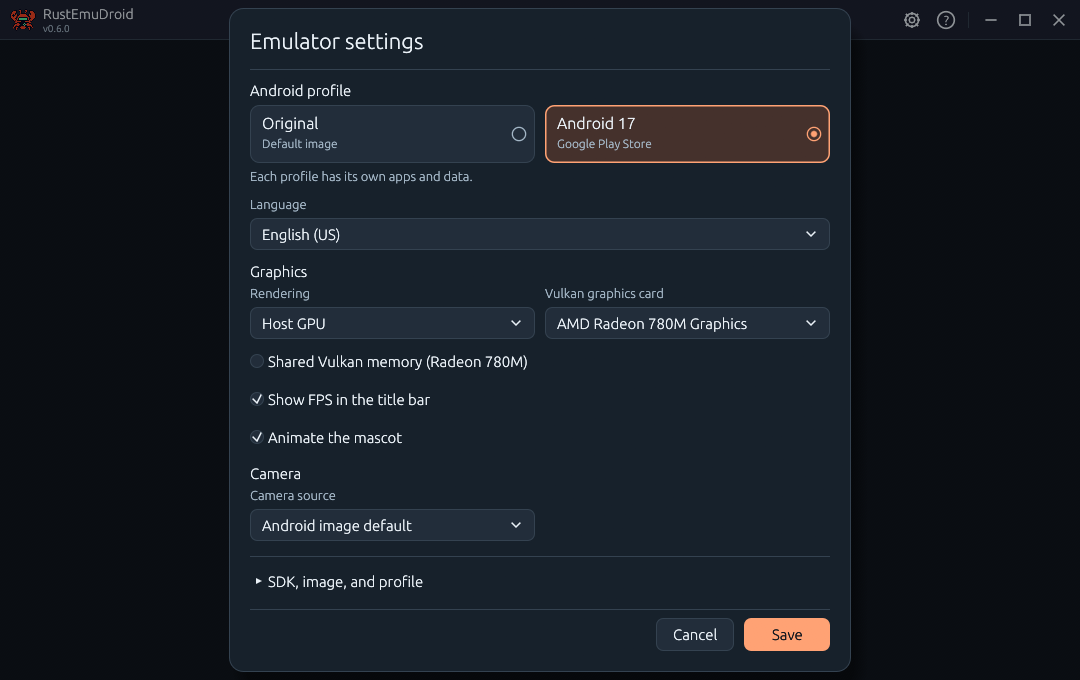 RustEmuDroid
v0.6.0
?
Emulator settings
Android profile
Original
Default image
Android 17
Google Play Store
Each profile has its own apps and data.
Language
English (US)
Graphics
Rendering
Vulkan graphics card
Host GPU
AMD Radeon 780M Graphics
Shared Vulkan memory (Radeon 780M)
Show FPS in the title bar
Animate the mascot
Camera
Camera source
Android image default
SDK, image, and profile
Cancel
Save